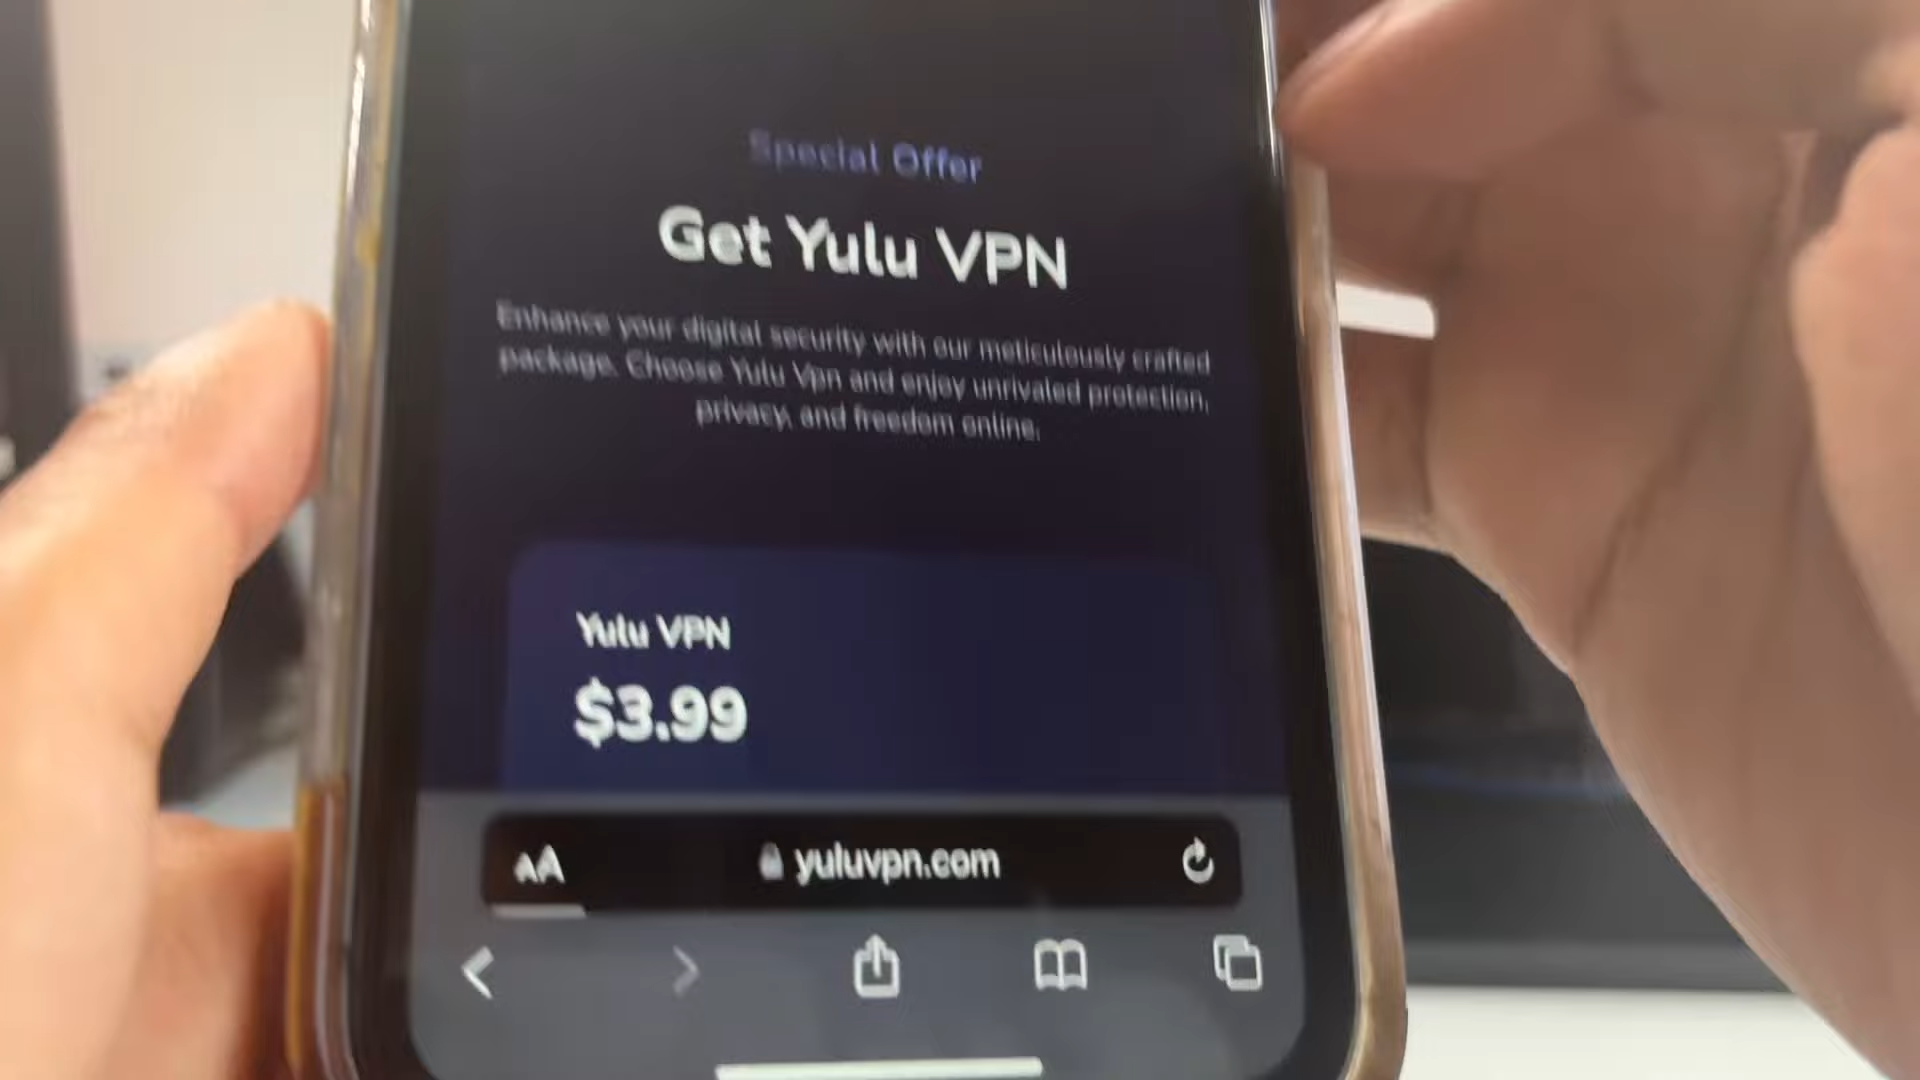 Special Offer
Get Yulu VPN
Enhance your digital security with our meticulously crafted
package. Choose Yulu Vpn and enjoy unrivaled protection,
privacy, and freedom online.
Yulu VPN
$3.99
AA
yuluvpn.com